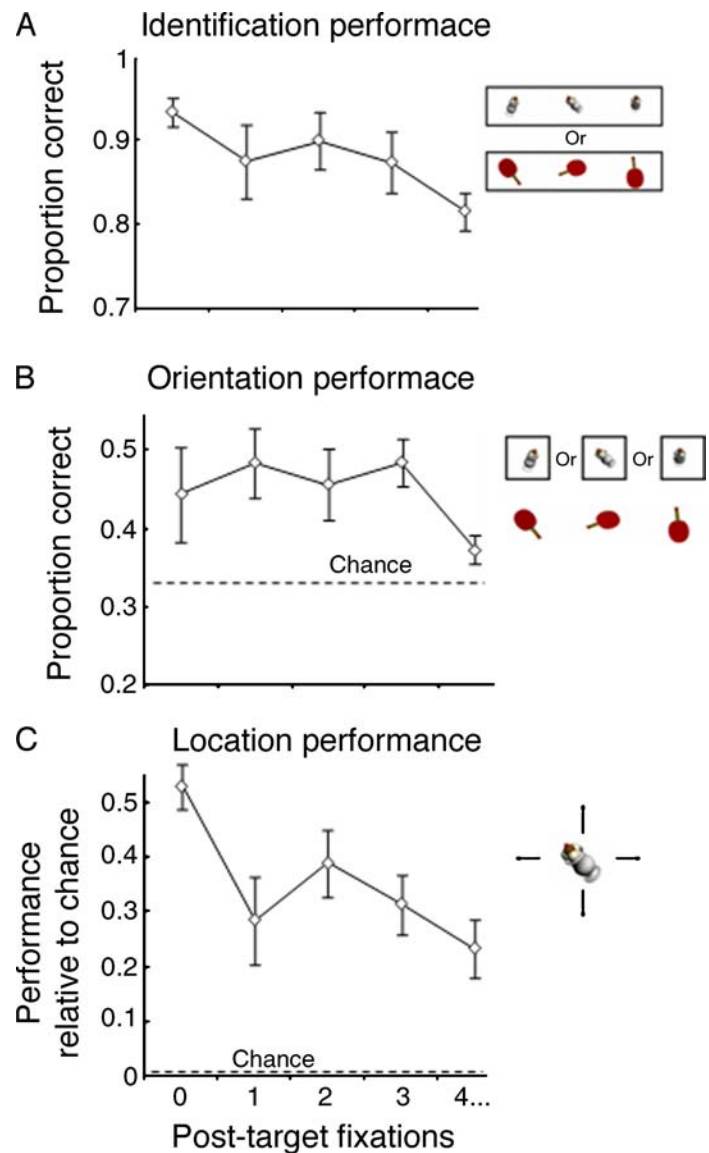 A Identification performace
1
0.9
0.8
0.7
Proportion correct
Or
B Orientation performace
0.5
0.4
0.3
0.2
Proportion correct
Chance
Or Or
C Location performance
0.5
0.4
0.3
0.2
0.1
0
Performance
relative to chance
Chance
0 1 2 3 4...
Post-target fixations